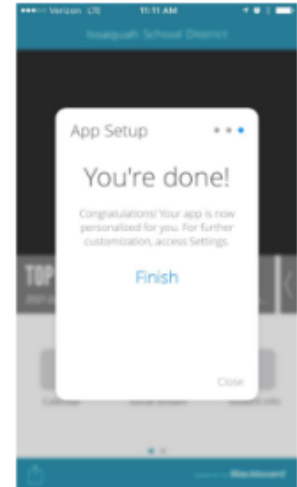 Verizon LTE 11:11 AM
Issaquah School District
App Setup
You're done!
Congratulations! Your app is now
personalized for you. For further
customization, access Settings.
Finish
TOP
Close
Blackboard